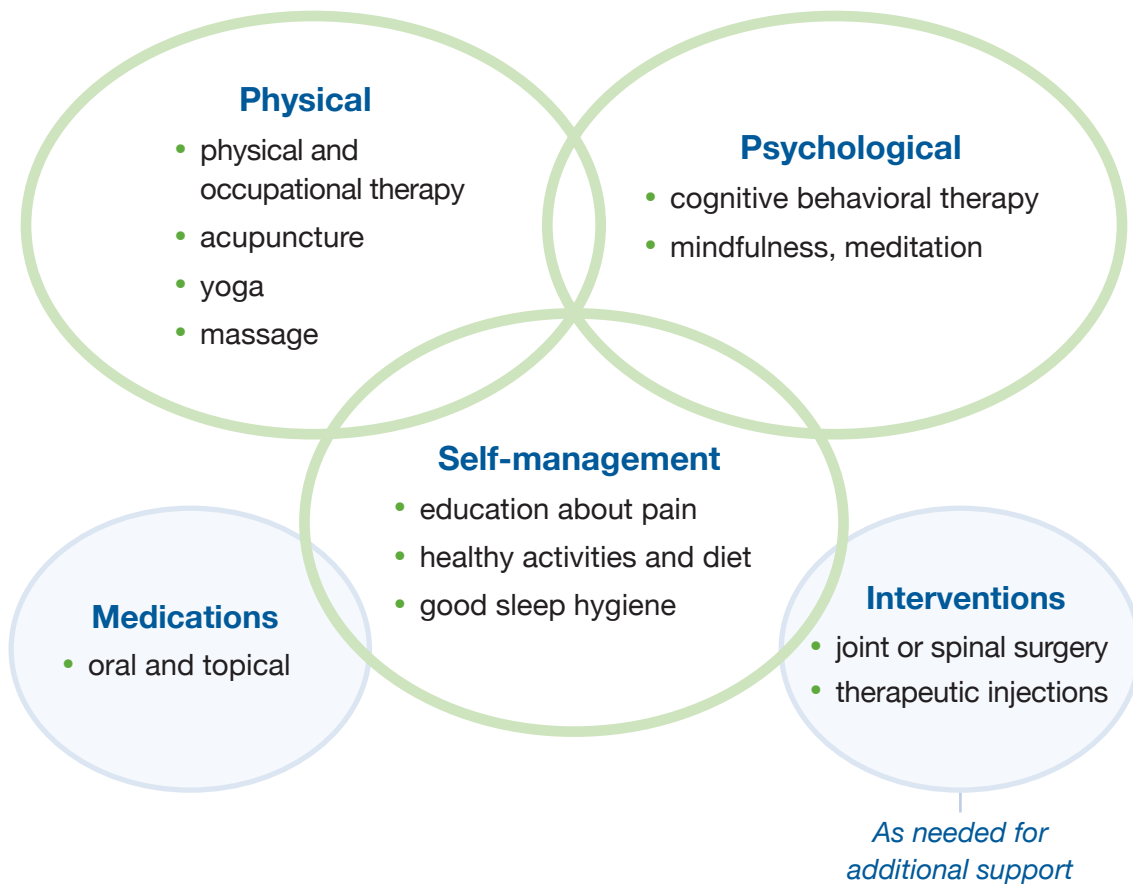 Physical
• physical and
occupational therapy
• acupuncture
• yoga
• massage
Psychological
• cognitive behavioral therapy
• mindfulness, meditation
Self-management
• education about pain
• healthy activities and diet
• good sleep hygiene
Medications
• oral and topical
Interventions
• joint or spinal surgery
• therapeutic injections
As needed for
additional support